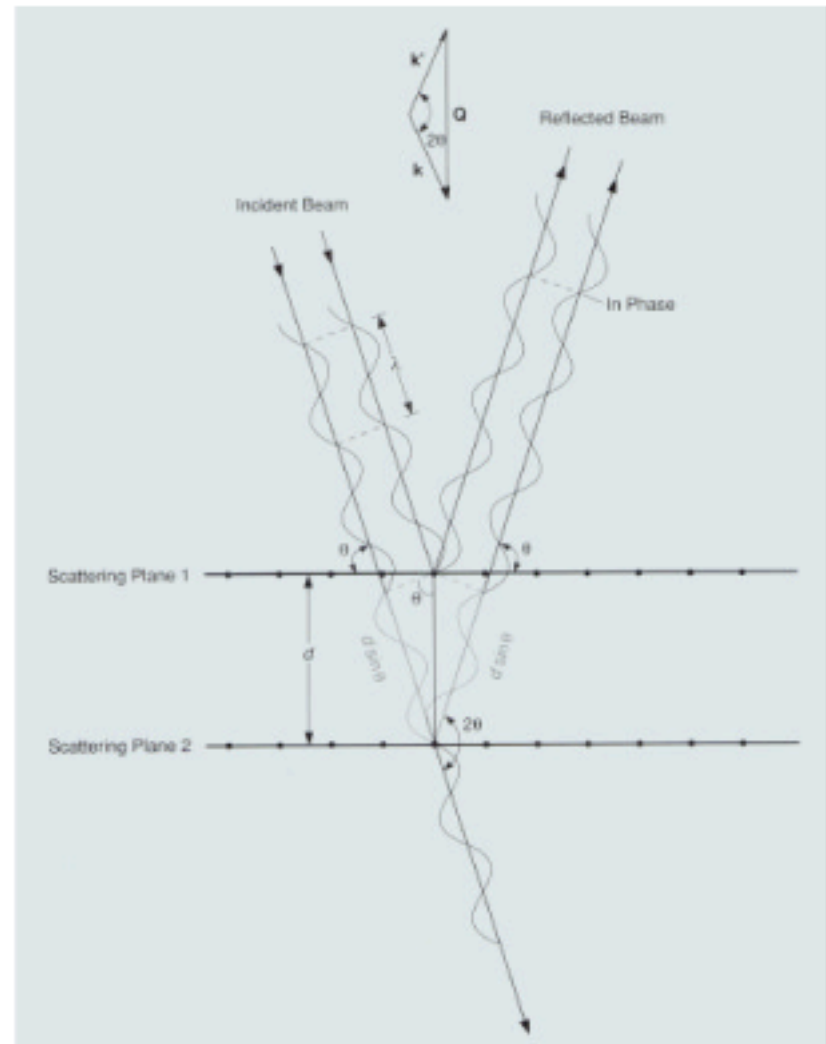 k'
Q
2θ
k
Reflected Beam
Incident Beam
In Phase
λ
θ
θ
Scattering Plane 1
θ
d
d sin θ
d sin θ
2θ
Scattering Plane 2